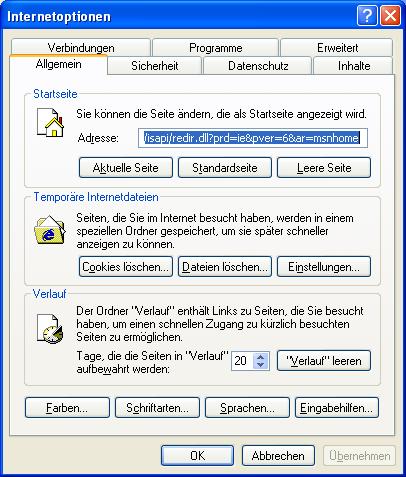 Internetoptionen
Verbindungen Programme Erweitert
Allgemein Sicherheit Datenschutz Inhalte
Startseite
Sie können die Seite ändern, die als Startseite angezeigt wird.
Adresse: /isapi/redir.dll?prd=ie&pver=6&ar=msnhome
Aktuelle Seite Standardseite Leere Seite
Temporäre Internetdateien
Seiten, die Sie im Internet besucht haben, werden in einem
speziellen Ordner gespeichert, um sie später schneller
anzeigen zu können.
Cookies löschen... Dateien löschen... Einstellungen...
Verlauf
Der Ordner "Verlauf" enthält Links zu Seiten, die Sie besucht
haben, um einen schnellen Zugang zu kürzlich besuchten
Seiten zu ermöglichen.
Tage, die die Seiten in "Verlauf" 20 "Verlauf" leeren
aufbewahrt werden:
Farben... Schriftarten... Sprachen... Eingabehilfen...
OK Abbrechen Übernehmen